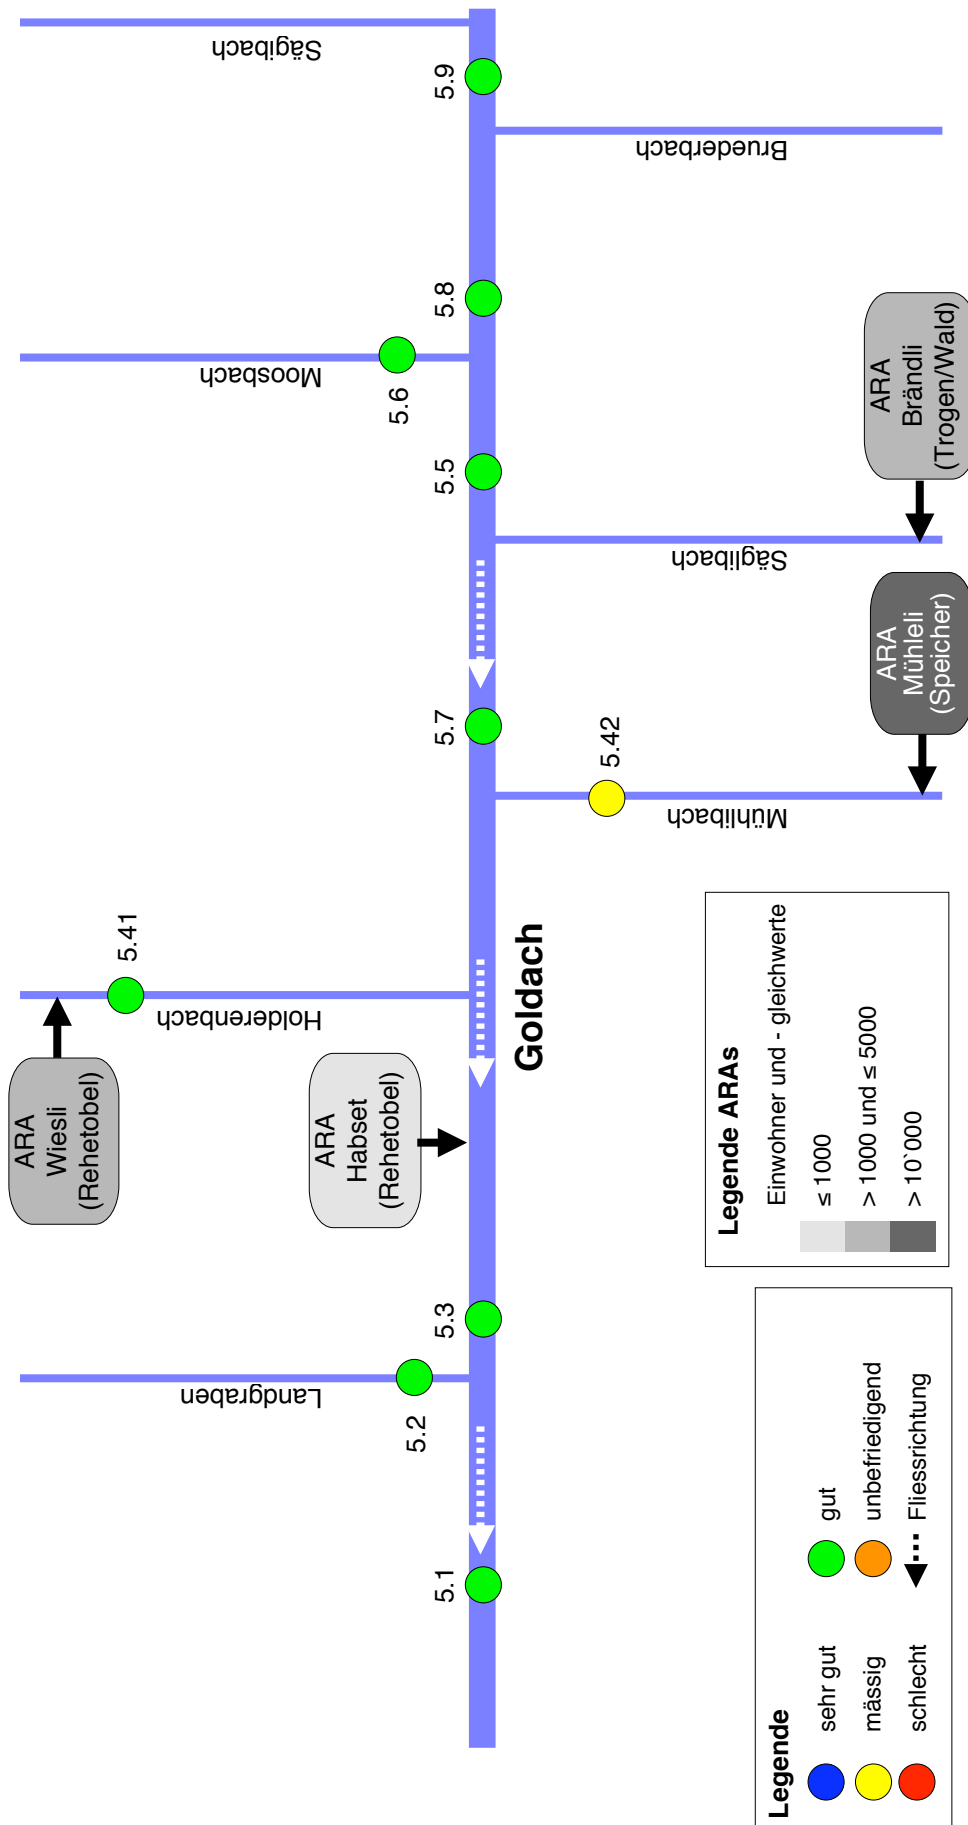 Sägibach
5.9
Bruederbach
5.8
Moosbach
5.6
5.5
ARA
Brändli
(Trogen/Wald)
Säglibach
ARA
Mühleli
(Speicher)
5.7
5.42
Mühlibach
5.41
Holderenbach
Goldach
ARA
Wiesli
(Rehetobel)
ARA
Habset
(Rehetobel)
5.3
Landgraben
5.2
5.1
Legende ARAs
Einwohner und - gleichwerte
≤ 1000
> 1000 und ≤ 5000
> 10`000
Legende
sehr gut
gut
mässig
unbefriedigend
schlecht
Fliessrichtung